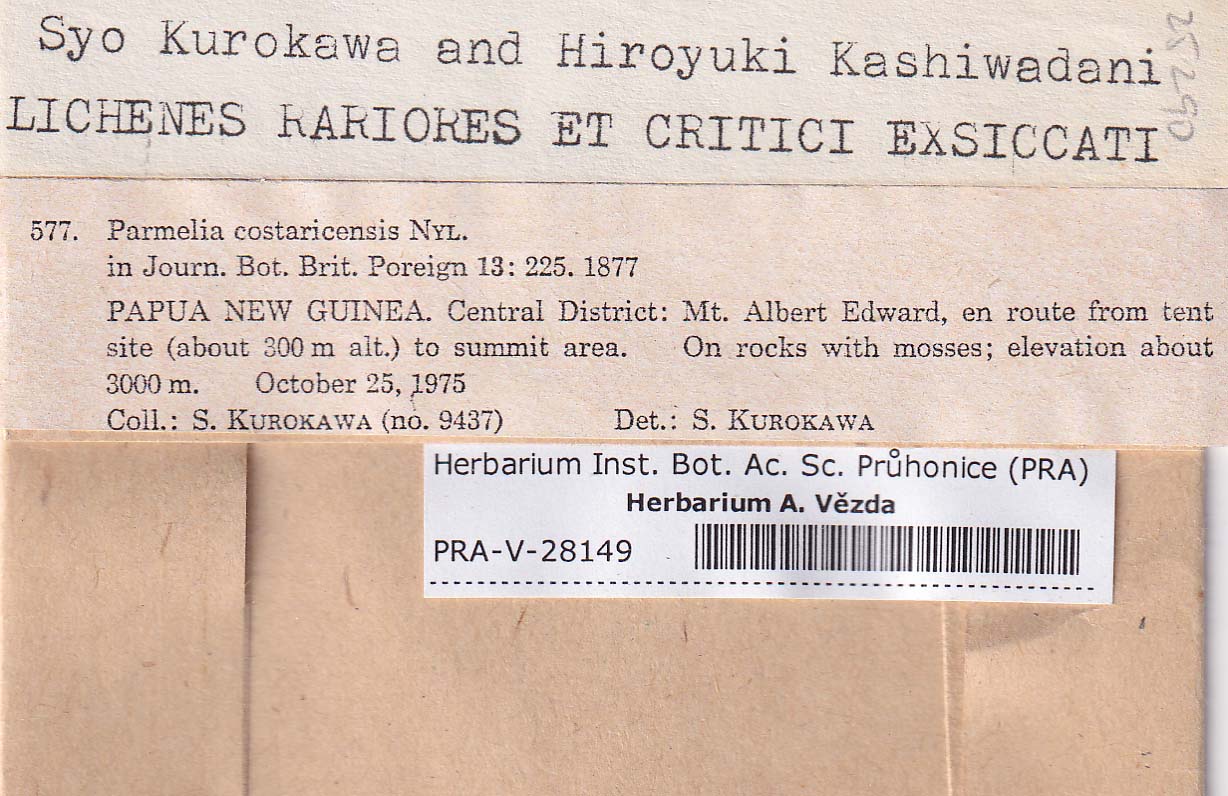 Syo Kurokawa and Hiroyuki Kashiwadani
LICHENES RARIORES ET CRITICI EXSICCATI
25290
577. Parmelia costaricensis NYL.
in Journ. Bot. Brit. Poreign 13: 225. 1877
PAPUA NEW GUINEA. Central District: Mt. Albert Edward, en route from tent
site (about 300 m alt.) to summit area. On rocks with mosses; elevation about
3000 m. October 25, 1975
Coll.: S. KUROKAWA (no. 9437) Det.: S. KUROKAWA
Herbarium Inst. Bot. Ac. Sc. Průhonice (PRA)
Herbarium A. Vězda
PRA-V-28149